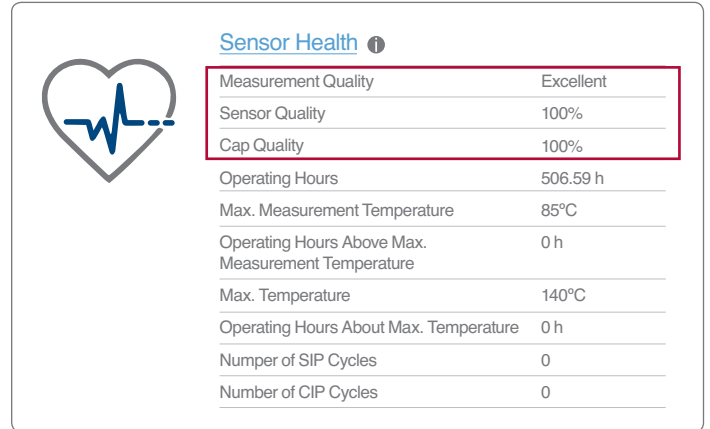 Sensor Health i
Measurement Quality Excellent
Sensor Quality 100%
Cap Quality 100%
Operating Hours 506.59 h
Max. Measurement Temperature 85°C
Operating Hours Above Max. 0 h
Measurement Temperature
Max. Temperature 140°C
Operating Hours About Max. Temperature 0 h
Numper of SIP Cycles 0
Number of CIP Cycles 0